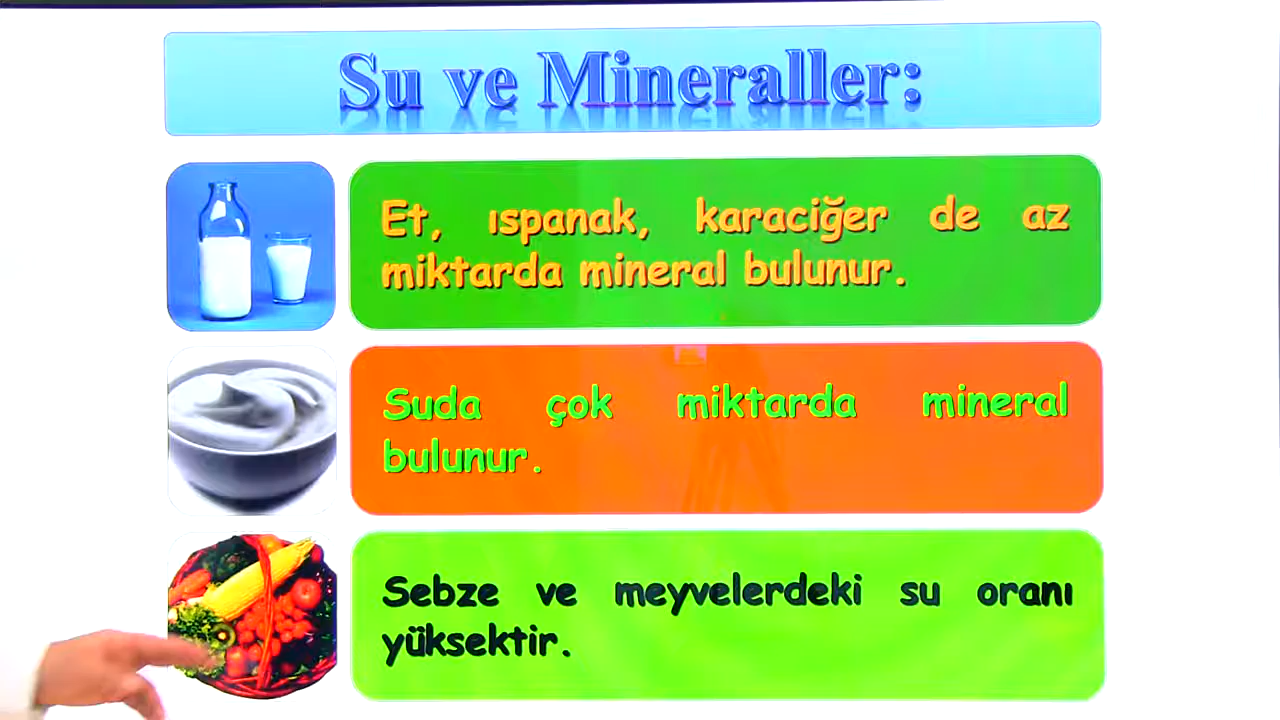 Su ve Mineraller:
Et, ıspanak, karaciğer de az
miktarda mineral bulunur.
Suda çok miktarda mineral
bulunur.
Sebze ve meyvelerdeki su oranı
yüksektir.